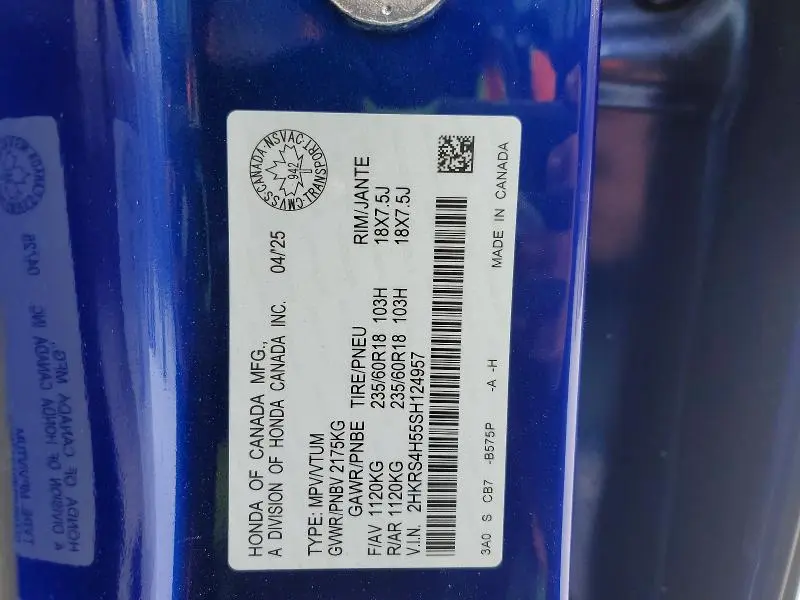 HONDA OF CANADA MFG.,
A DIVISION OF HONDA CANADA INC. 04/'25
CMVSS-CANADA-NSVAC-TRANSPORT
942
TYPE: MPV/VTUM
GVWR/PNBV 2175KG
GAWR/PNBE TIRE/PNEU RIM/JANTE
F/AV 1120KG 235/60R18 103H 18X7.5J
R/AR 1120KG 235/60R18 103H 18X7.5J
V.I.N. 2HKRS4H55SH124957
3A0 S CB7 -B575P -A -H MADE IN CANADA